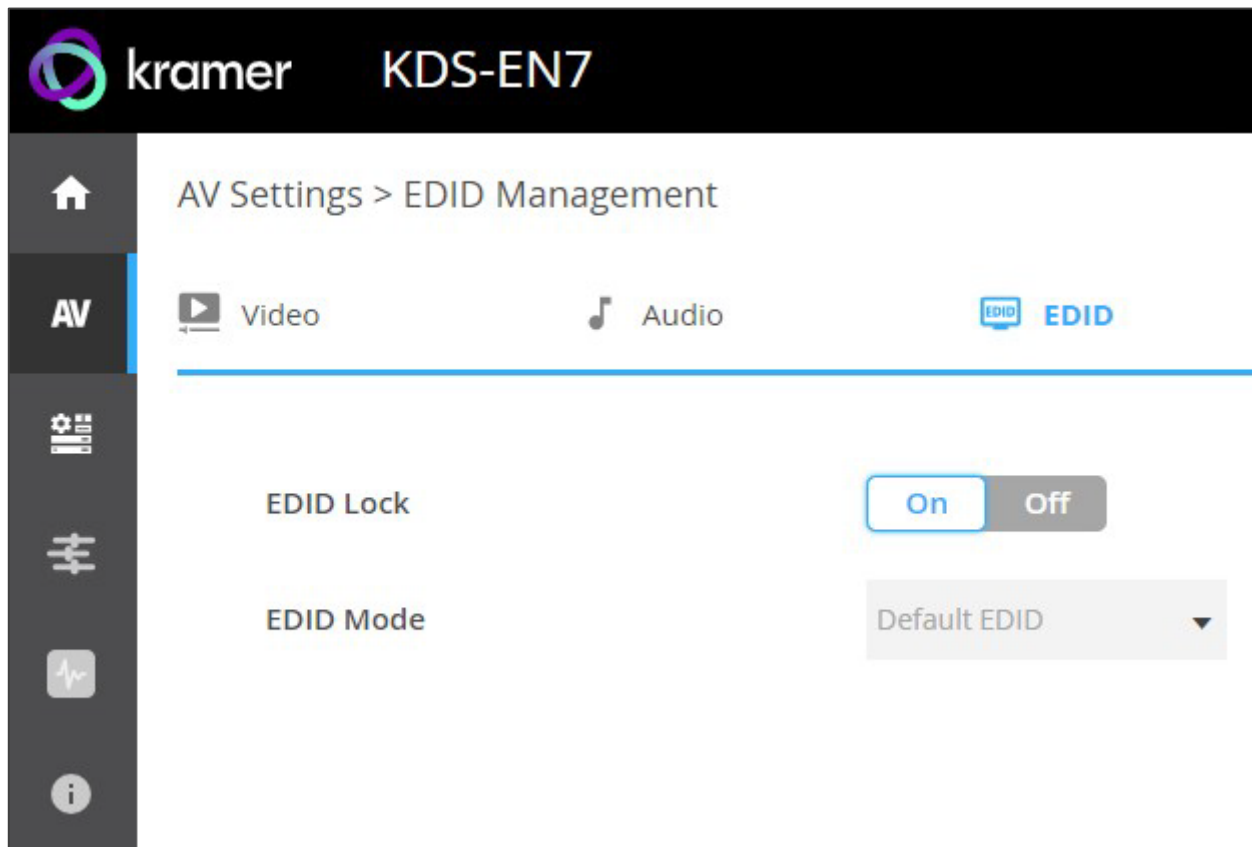 kramer KDS-EN7
AV Settings > EDID Management
AV
Video Audio EDID EDID
EDID Lock On Off
EDID Mode Default EDID
i